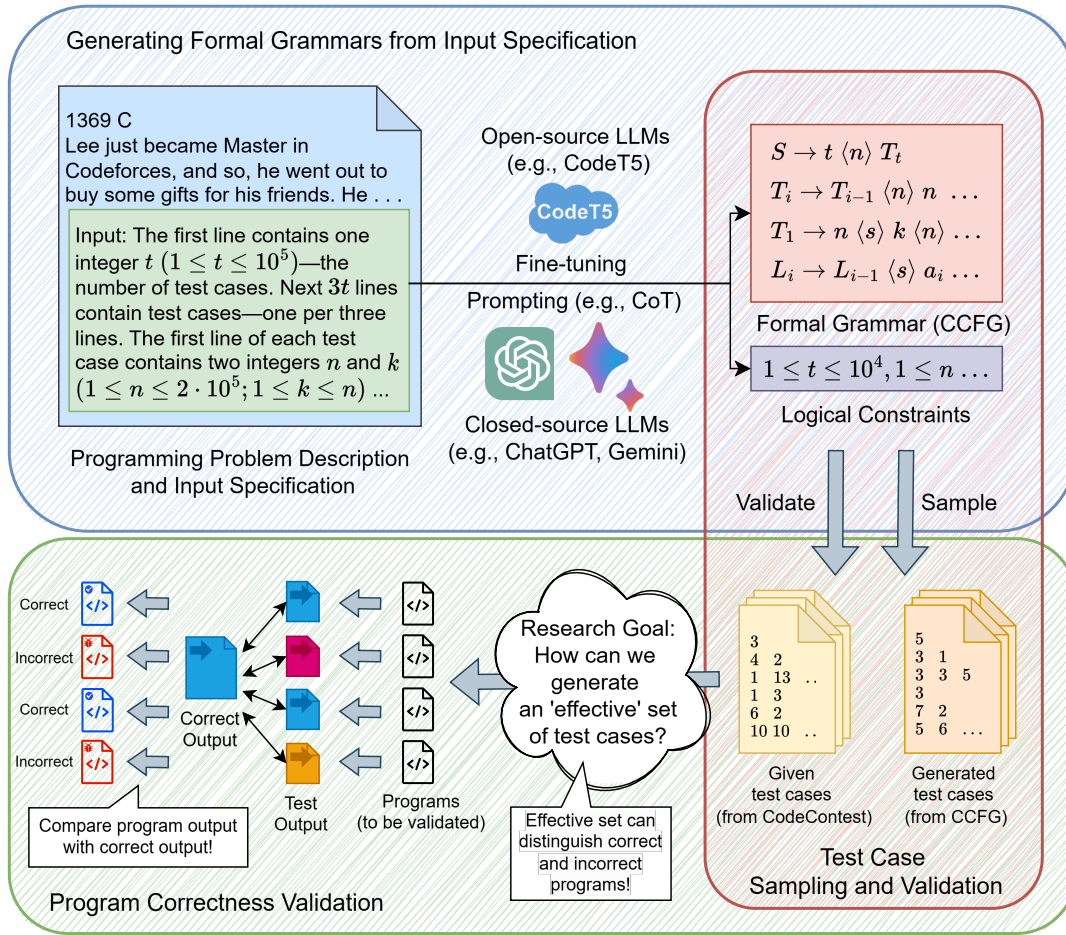 Generating Formal Grammars from Input Specification
1369 C
Lee just became Master in
Codeforces, and so, he went out to
buy some gifts for his friends. He . . .
Input: The first line contains one
integer t (1 ≤ t ≤ 10^5)—the
number of test cases. Next 3t lines
contain test cases—one per three
lines. The first line of each test
case contains two integers n and k
(1 ≤ n ≤ 2 · 10^5; 1 ≤ k ≤ n) ...
Programming Problem Description
and Input Specification
Open-source LLMs
(e.g., CodeT5)
CodeT5
Fine-tuning
Prompting (e.g., CoT)
Closed-source LLMs
(e.g., ChatGPT, Gemini)
S → t ⟨n⟩ T_t
T_i → T_{i−1} ⟨n⟩ n ...
T_1 → n ⟨s⟩ k ⟨n⟩ ...
L_i → L_{i−1} ⟨s⟩ a_i ...
Formal Grammar (CCFG)
1 ≤ t ≤ 10^4, 1 ≤ n ...
Logical Constraints
Validate
Sample
3
4 2
1 13 ..
1 3
6 2
10 10 ..
Given
test cases
(from CodeContest)
5
3 1
3 3 5
3
7 2
5 6 ...
Generated
test cases
(from CCFG)
Test Case
Sampling and Validation
Research Goal:
How can we
generate
an 'effective' set
of test cases?
Effective set can
distinguish correct
and incorrect
programs!
Correct
</>
</>
Incorrect
</>
</>
Correct
</>
</>
Incorrect
</>
</>
Correct
Output
Test
Output
Programs
(to be validated)
Compare program output
with correct output!
Program Correctness Validation